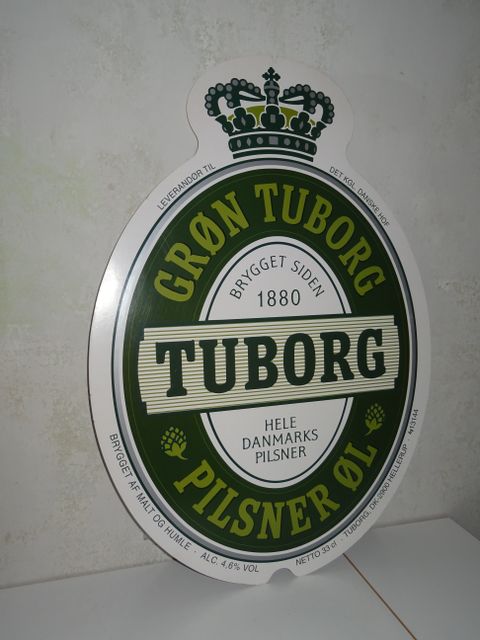 LEVERANDØR TIL
DET KGL. DANSKE HOF
GRØN TUBORG
BRYGGET SIDEN
1880
TUBORG
HELE
DANMARKS
PILSNER
PILSNER ØL
BRYGGET AF MALT OG HUMLE · ALC. 4,6% VOL
NETTO 33 cl · TUBORG, DK-2900 HELLERUP ·